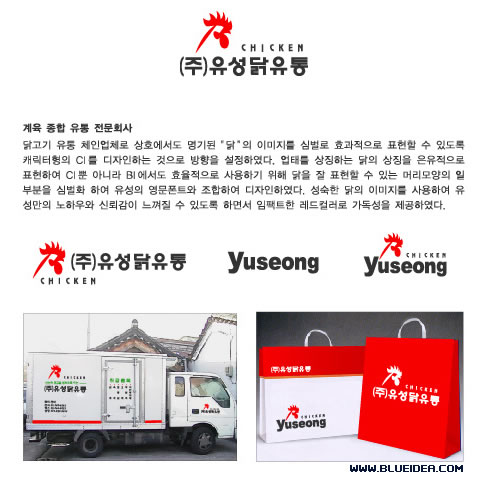 CHICKEN
(주)유성닭유통
계육 종합 유통 전문회사
닭고기 유통 체인업체로 상호에서도 명기된 "닭"의 이미지를 심벌로 효과적으로 표현할 수 있도록
캐릭터형의 CI를 디자인하는 것으로 방향을 설정하였다. 업태를 상징하는 닭의 상징을 은유적으로
표현하여 CI뿐 아니라 BI에서도 효율적으로 사용하기 위해 닭을 잘 표현할 수 있는 머리모양의 일
부분을 심벌화 하여 유성의 영문폰트와 조합하여 디자인하였다. 성숙한 닭의 이미지를 사용하여 유
성만의 노하우와 신뢰감이 느껴질 수 있도록 하면서 임팩트한 레드컬러로 가독성을 제공하였다.
(주)유성닭유통
CHICKEN
Yuseong
CHICKEN
Yuseong
(주)유성닭유통
CHICKEN
(주)유성닭유통
CHICKEN
Yuseong
WWW.BLUEIDEA.COM